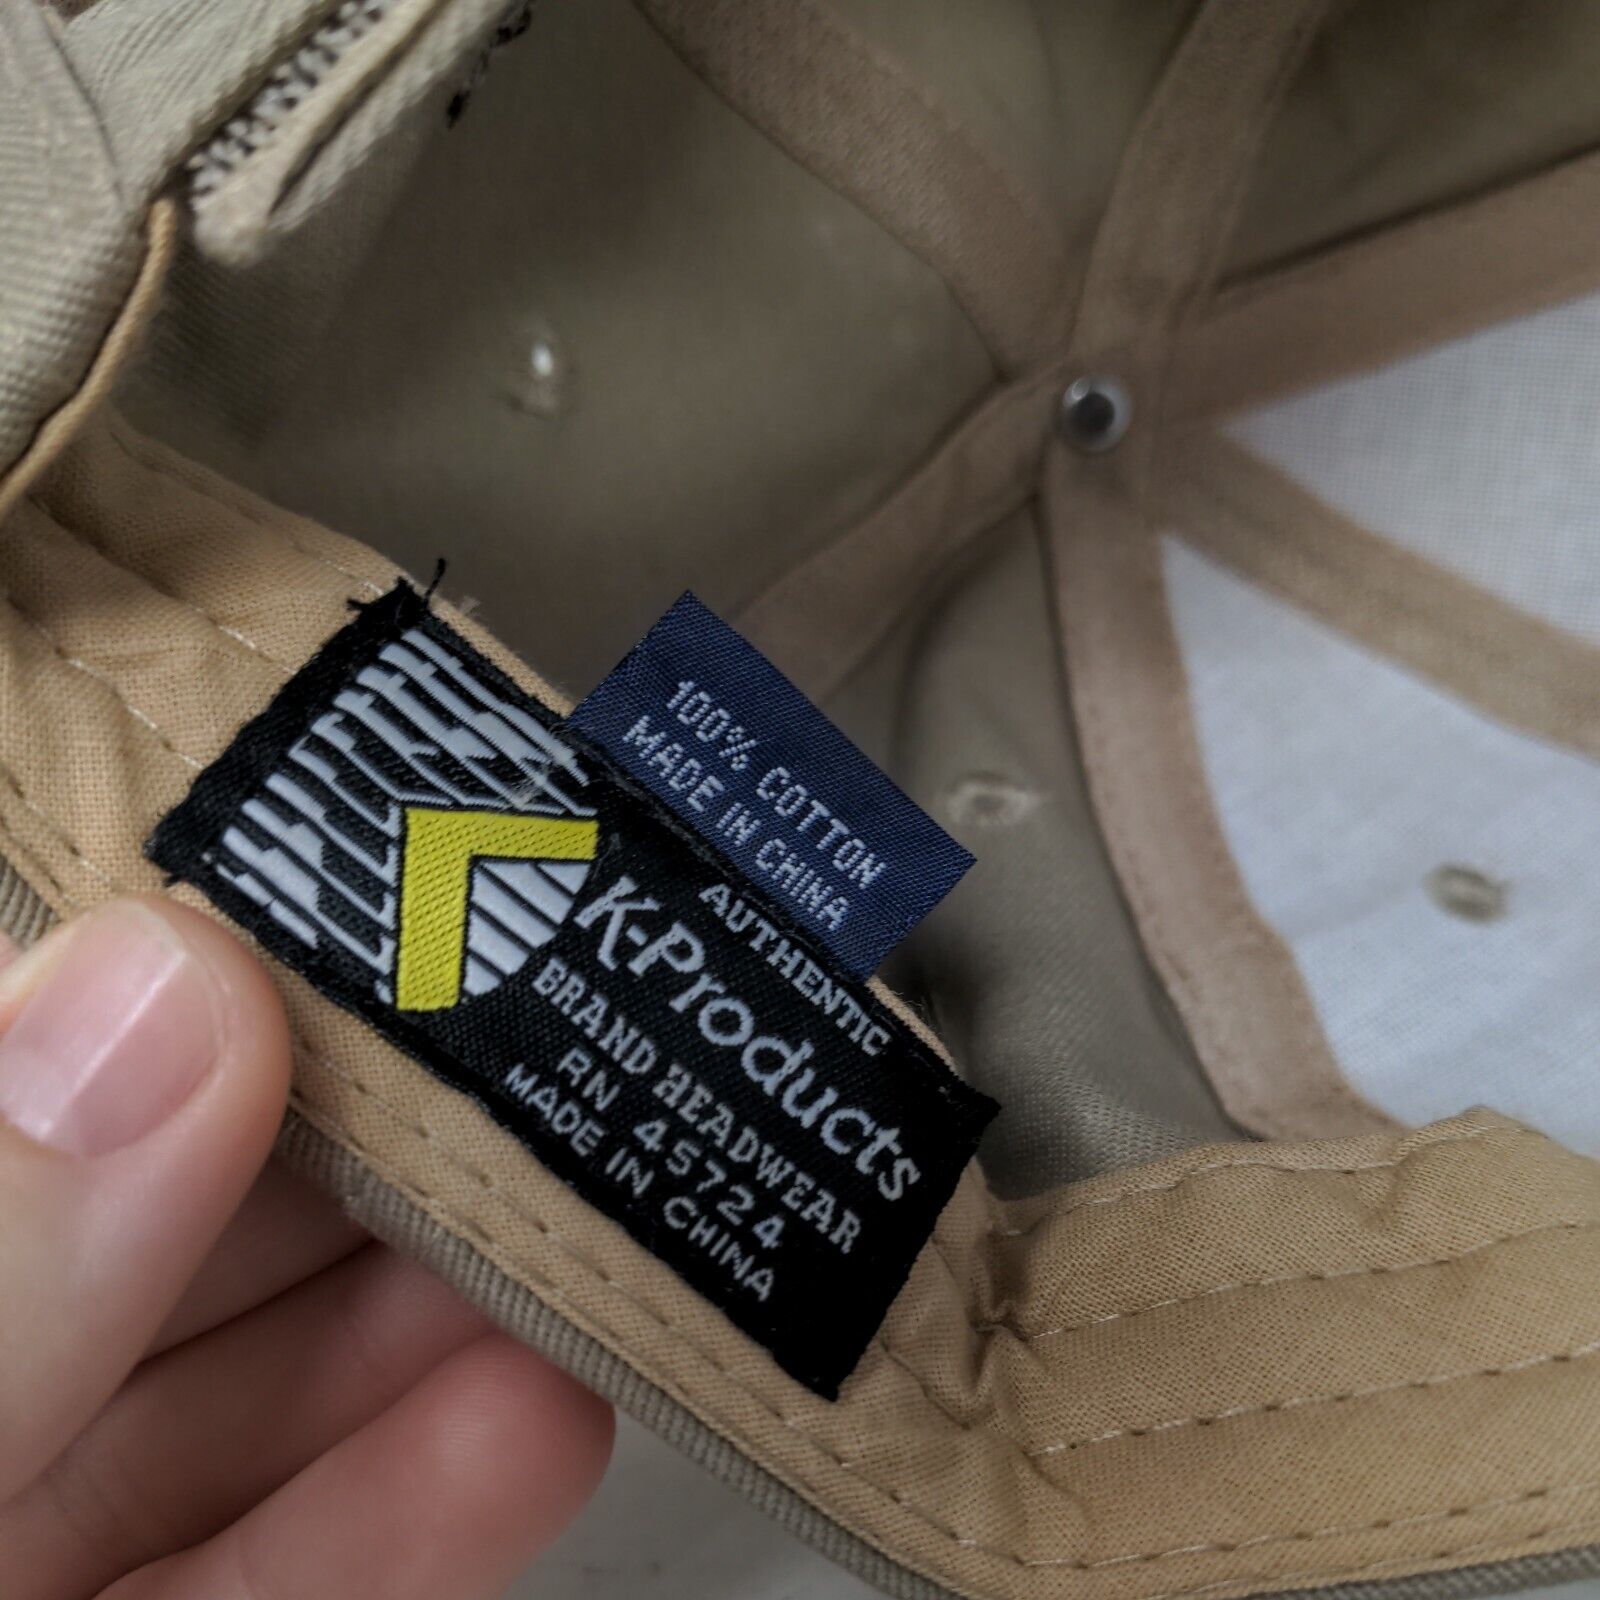 100% COTTON
MADE IN CHINA
AUTHENTIC
K-Products
BRAND HEADWEAR
RN 45724
MADE IN CHINA